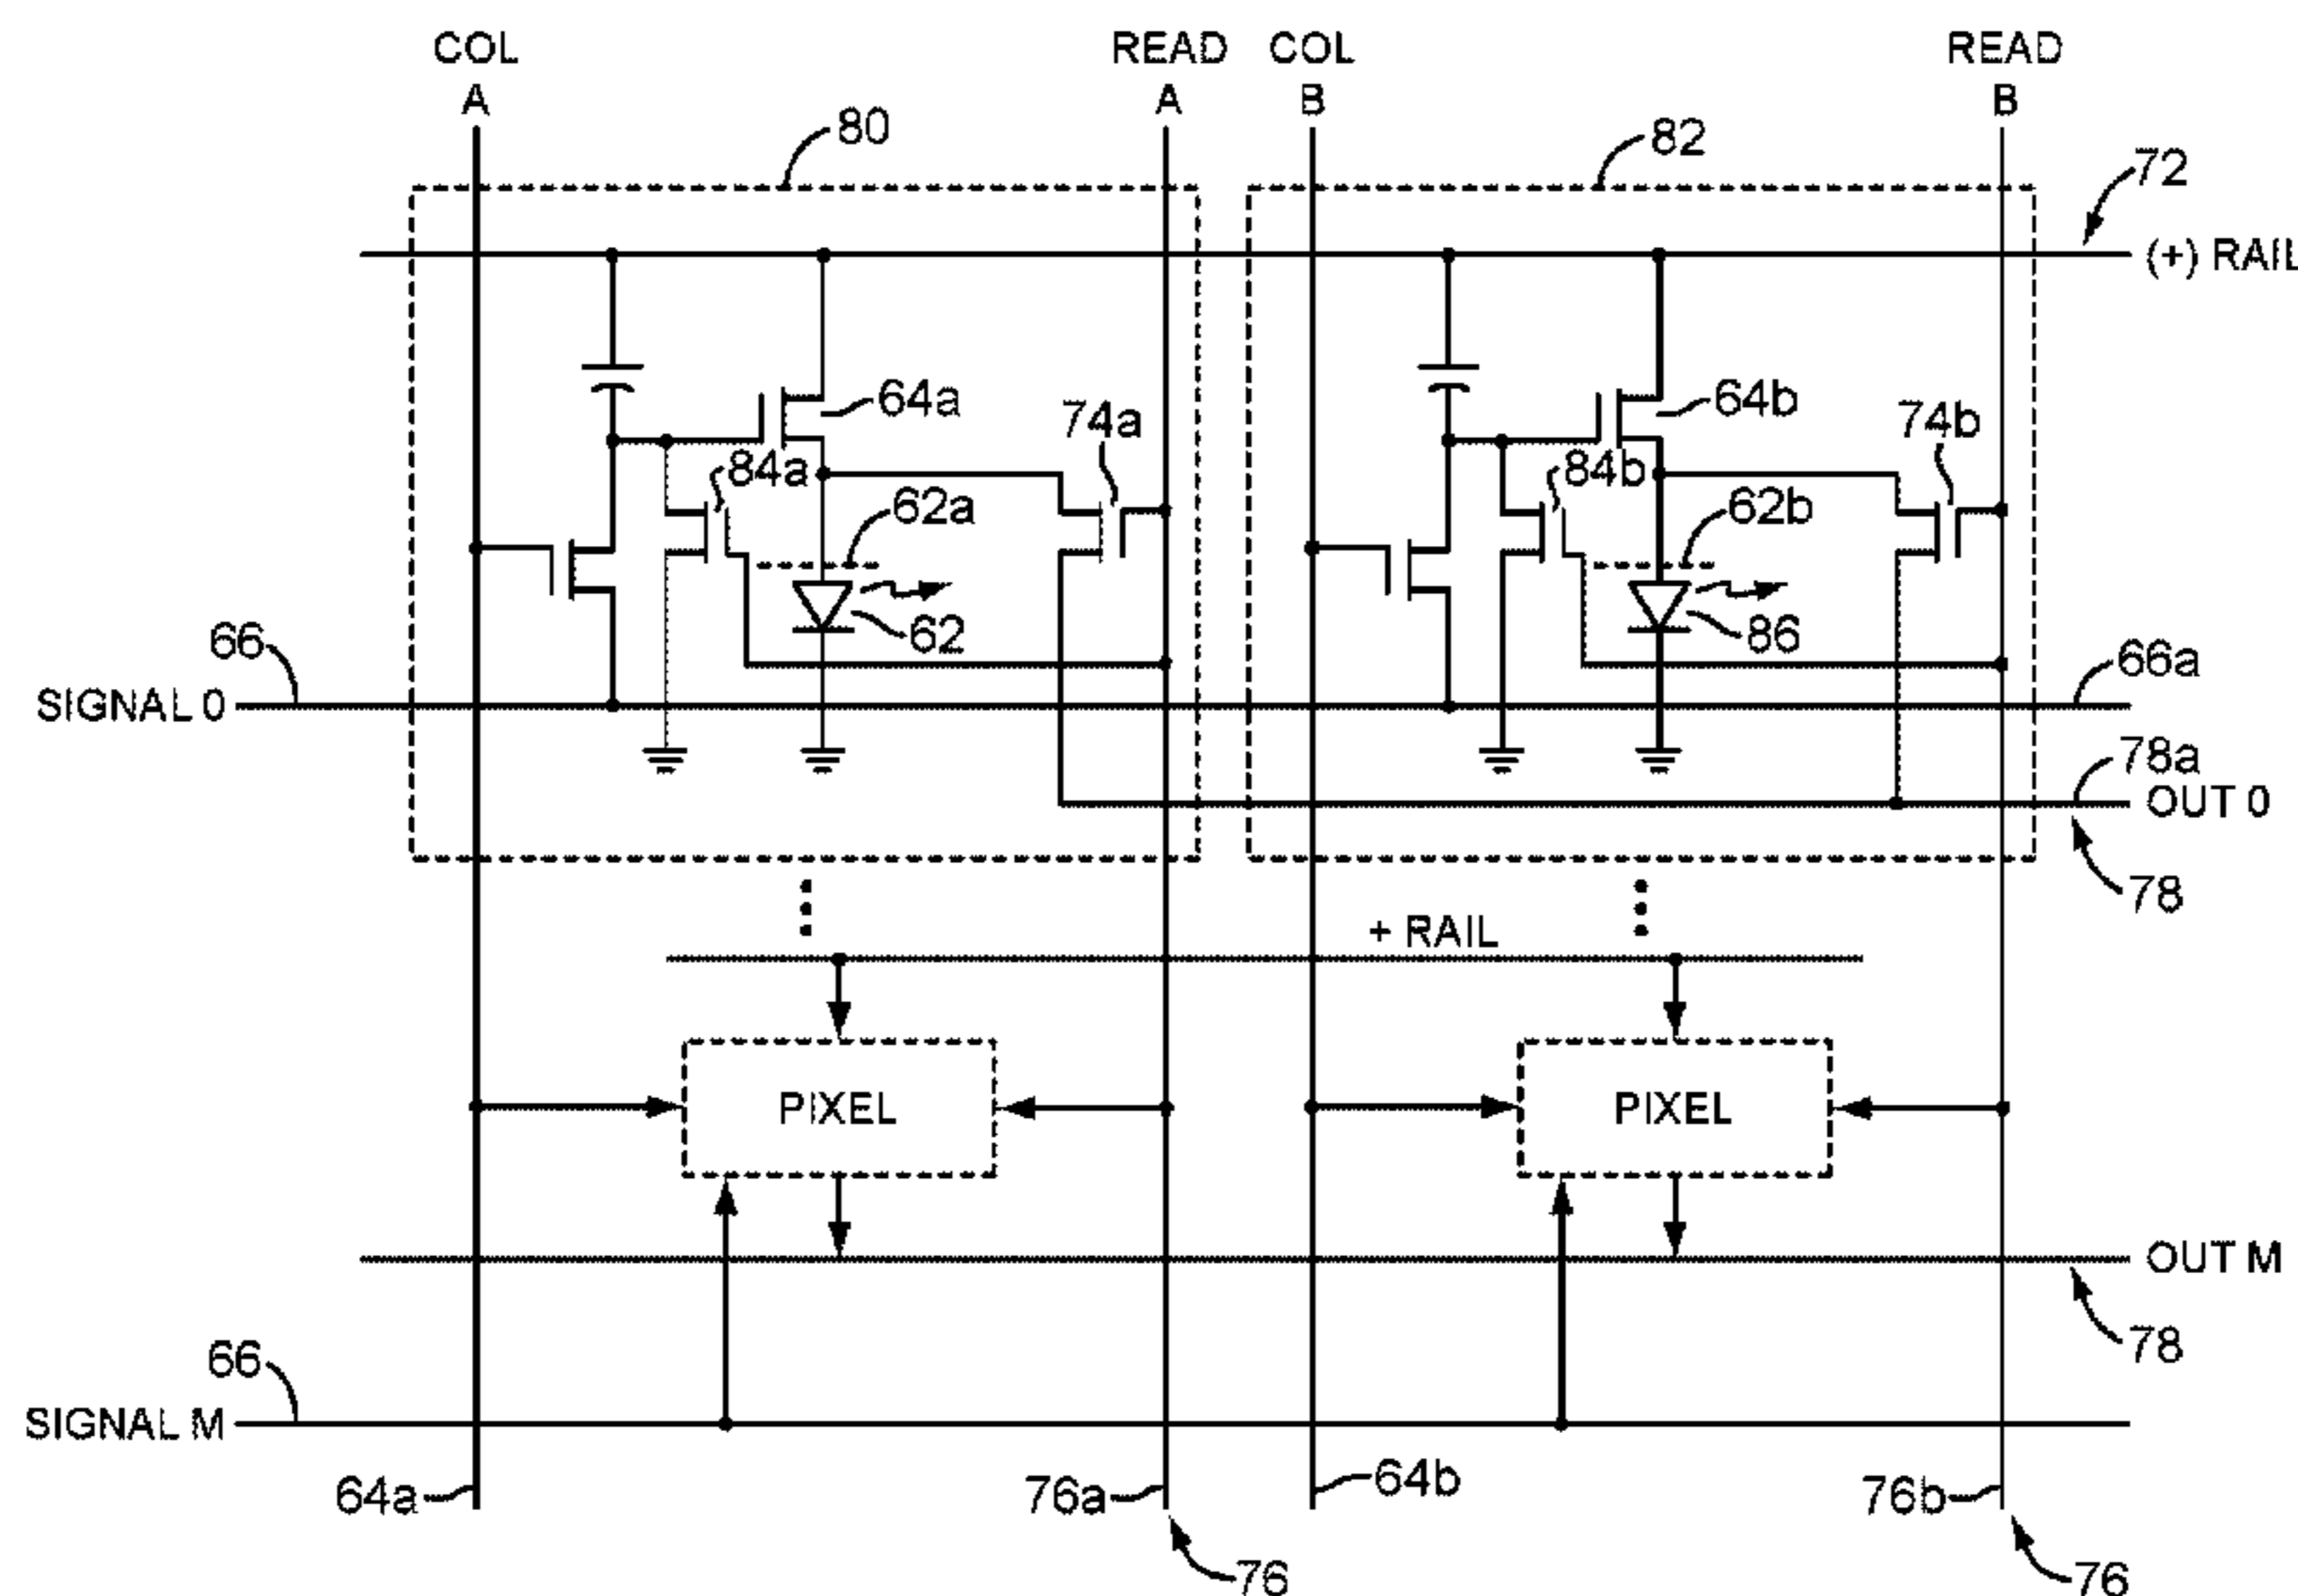 COL
A
READ
A
COL
B
READ
B
80
82
72
(+) RAIL
64a
74a
64b
74b
84a
62a
84b
62b
62
86
66
66a
SIGNAL 0
78a
OUT 0
78
+ RAIL
PIXEL
PIXEL
OUT M
78
66
SIGNAL M
64a
76a
64b
76b
76
76